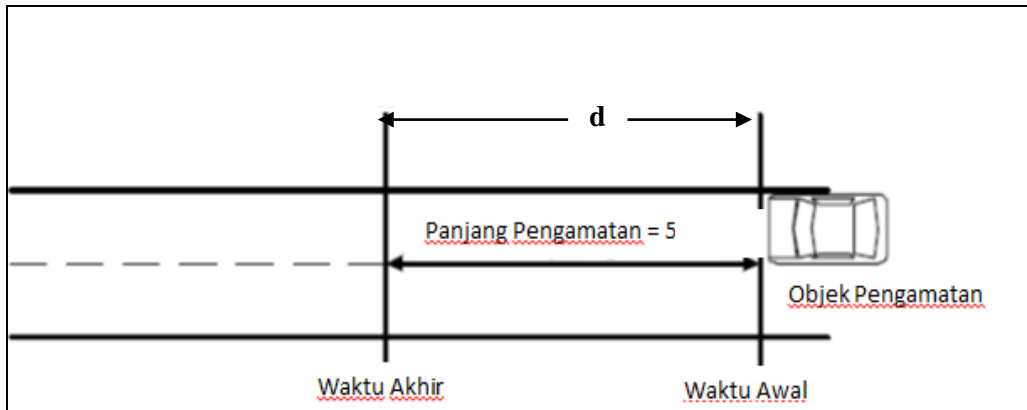 d
Panjang Pengamatan = 5
Objek Pengamatan
Waktu Akhir
Waktu Awal